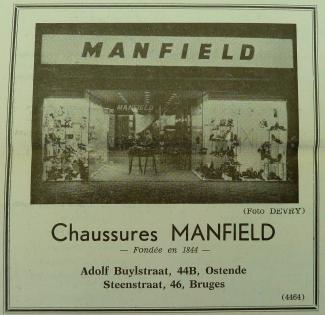 MANFIELD
MANFIELD
(Foto DEVRY)
Chaussures MANFIELD
— Fondée en 1844 —
Adolf Buylstraat, 44B, Ostende
Steenstraat, 46, Bruges
(4464)